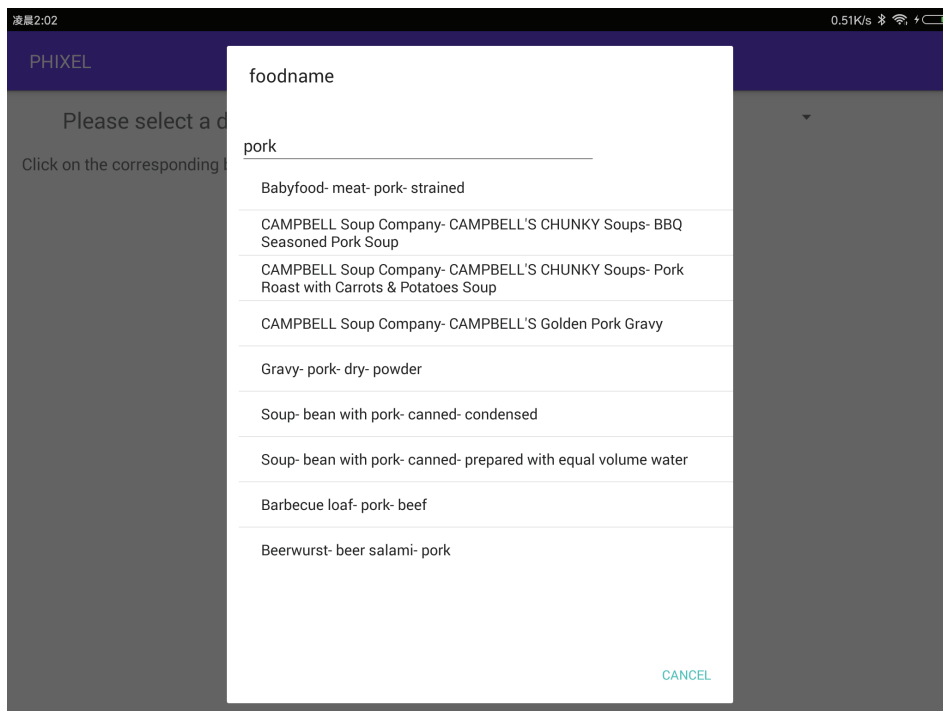 凌晨2:02
0.51K/s
PHIXEL
foodname
Please select a d
pork
Click on the corresponding
Babyfood- meat- pork- strained
CAMPBELL Soup Company- CAMPBELL'S CHUNKY Soups- BBQ
Seasoned Pork Soup
CAMPBELL Soup Company- CAMPBELL'S CHUNKY Soups- Pork
Roast with Carrots & Potatoes Soup
CAMPBELL Soup Company- CAMPBELL'S Golden Pork Gravy
Gravy- pork- dry- powder
Soup- bean with pork- canned- condensed
Soup- bean with pork- canned- prepared with equal volume water
Barbecue loaf- pork- beef
Beerwurst- beer salami- pork
CANCEL